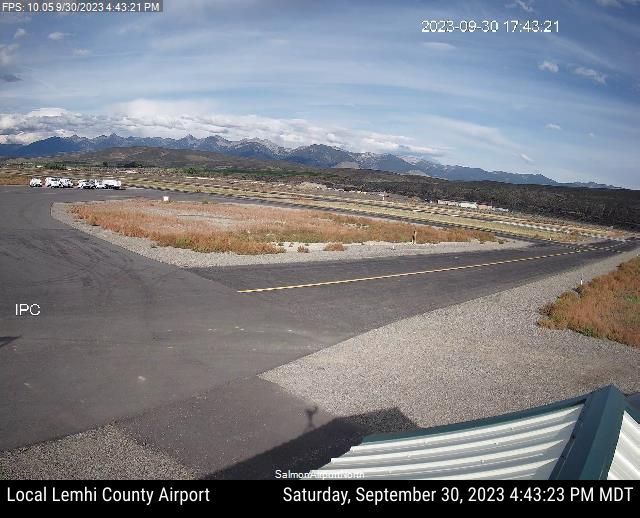 FPS: 10.05 9/30/2023 4:43:21 PM
2023-09-30 17:43:21
IPC
SalmonAirportNorth
Local Lemhi County Airport Saturday, September 30, 2023 4:43:23 PM MDT